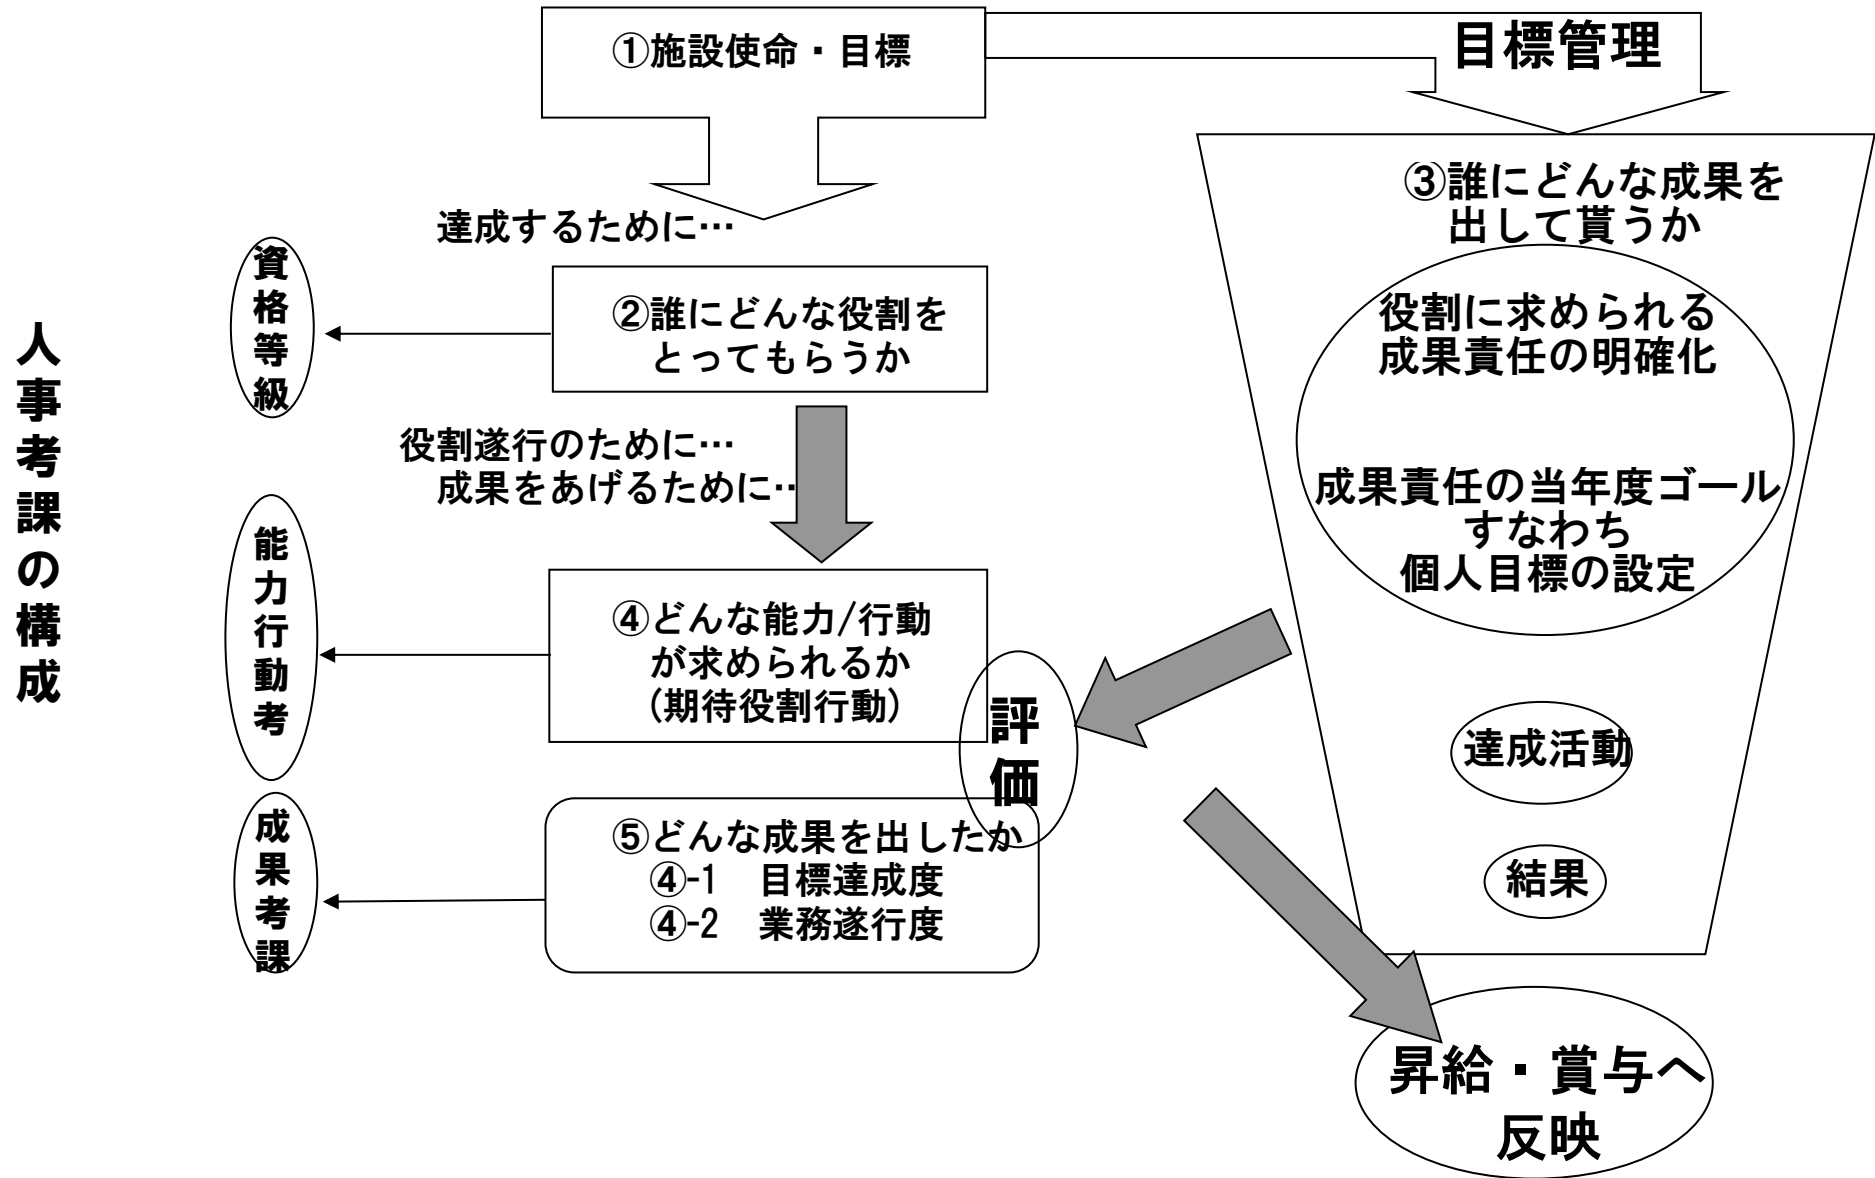 人事考課の構成
①施設使命・目標
目標管理
達成するために…
資格等級
②誰にどんな役割を
とってもらうか
役割遂行のために…
成果をあげるために‥
能力行動考
④どんな能力/行動
が求められるか
(期待役割行動)
評価
成果考課
⑤どんな成果を出したか
④-1 目標達成度
④-2 業務遂行度
③誰にどんな成果を
出して貰うか
役割に求められる
成果責任の明確化
成果責任の当年度ゴール
すなわち
個人目標の設定
達成活動
結果
昇給・賞与へ
反映